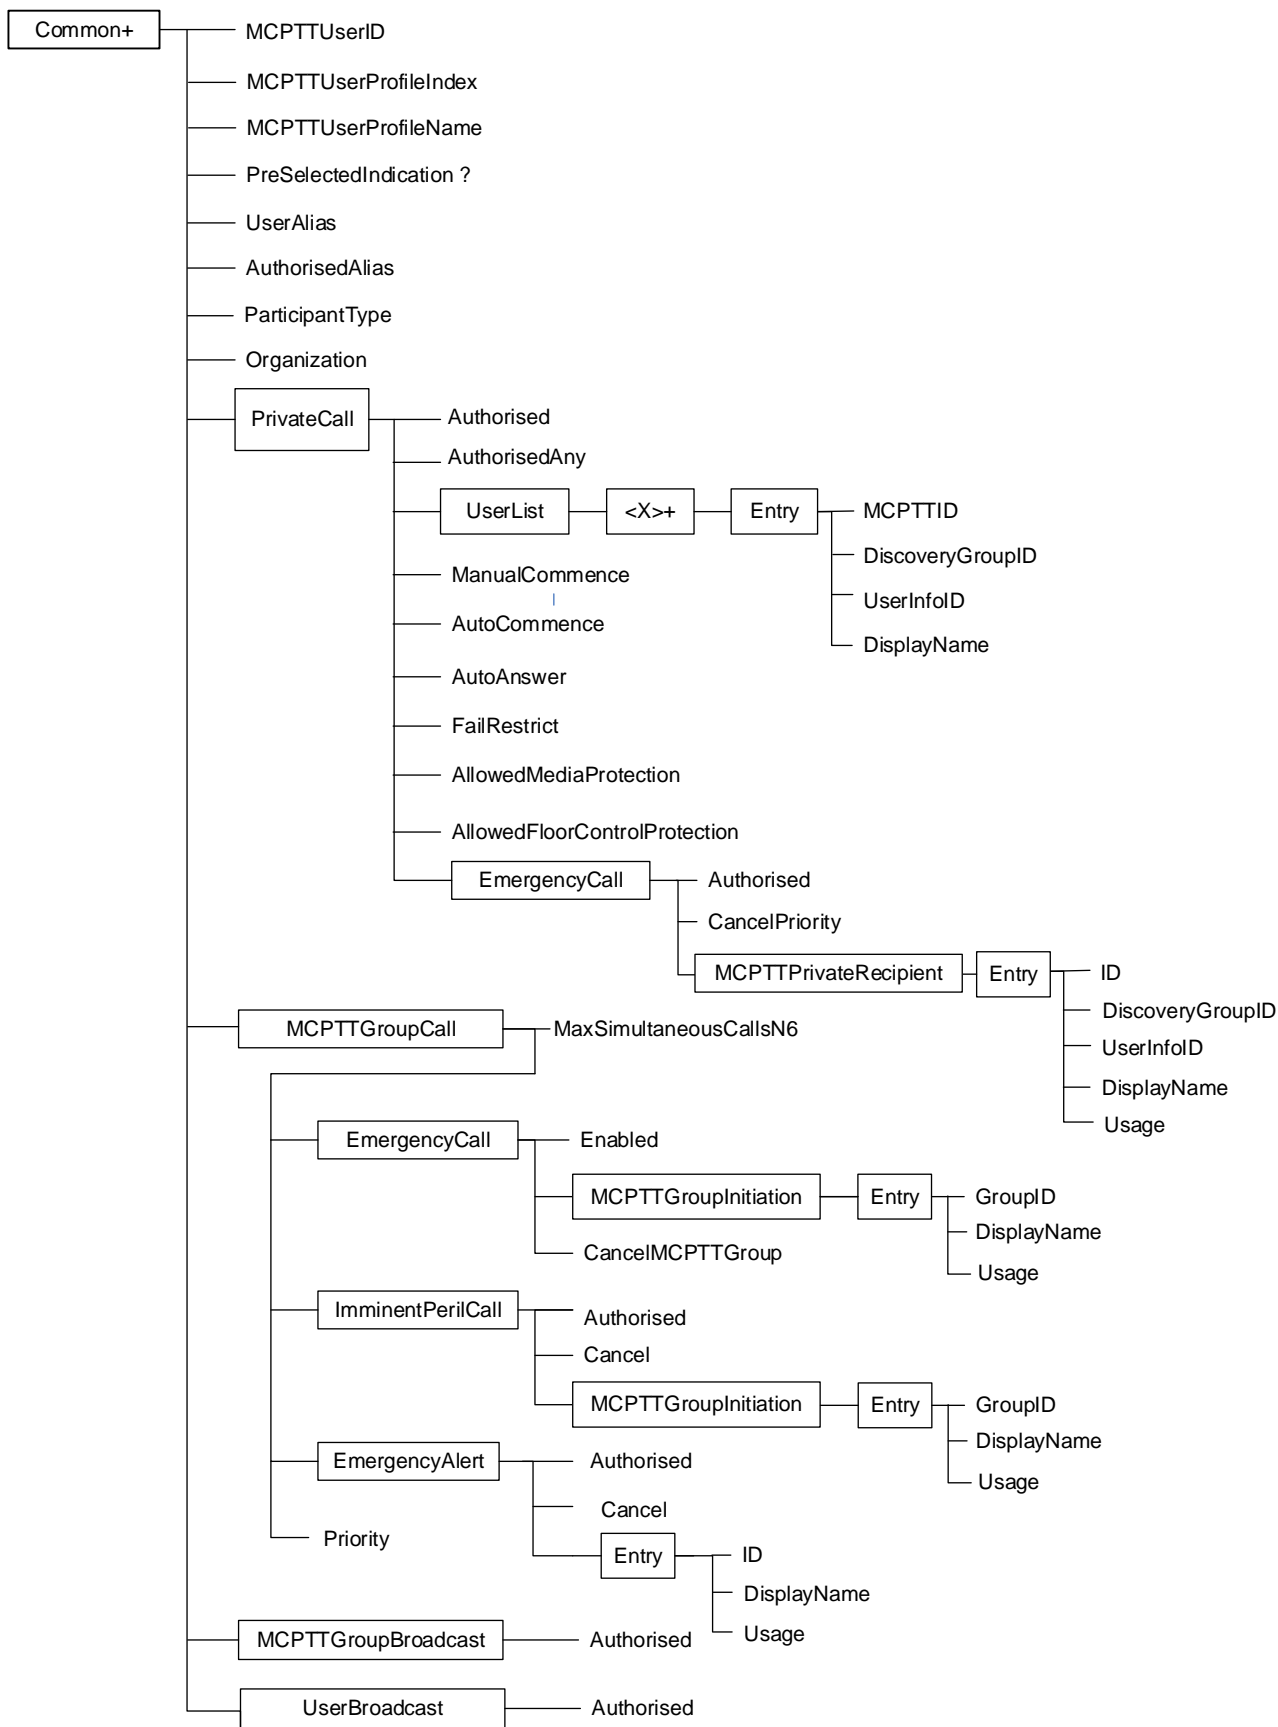 Common+
MCPTTUserID
MCPTTUserProfileIndex
MCPTTUserProfileName
PreSelectedIndication ?
UserAlias
AuthorisedAlias
ParticipantType
Organization
PrivateCall
Authorised
AuthorisedAny
UserList
<X>+
Entry
MCPTTID
DiscoveryGroupID
UserInfoID
DisplayName
ManualCommence
AutoCommence
AutoAnswer
FailRestrict
AllowedMediaProtection
AllowedFloorControlProtection
EmergencyCall
Authorised
CancelPriority
MCPTTPrivateRecipient
Entry
ID
DiscoveryGroupID
UserInfoID
DisplayName
Usage
MCPTTGroupCall
MaxSimultaneousCallsN6
EmergencyCall
Enabled
MCPTTGroupInitiation
Entry
GroupID
DisplayName
Usage
CancelMCPTTGroup
ImminentPerilCall
Authorised
Cancel
MCPTTGroupInitiation
Entry
GroupID
DisplayName
Usage
EmergencyAlert
Authorised
Cancel
Entry
ID
DisplayName
Usage
Priority
MCPTTGroupBroadcast
Authorised
UserBroadcast
Authorised